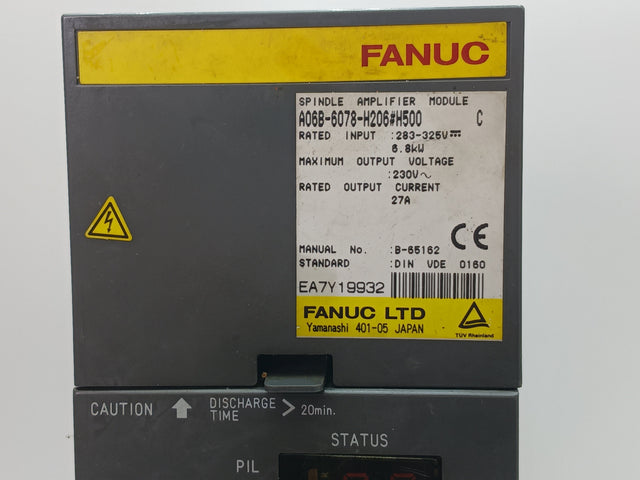 FANUC
SPINDLE AMPLIFIER MODULE
A06B-6078-H206#H500 C
RATED INPUT :283-325V⎓
6.8kW
MAXIMUM OUTPUT VOLTAGE
:230V~
RATED OUTPUT CURRENT
27A
MANUAL No. :B-65162
STANDARD :DIN VDE 0160
CE
EA7Y19932
FANUC LTD
Yamanashi 401-05 JAPAN
TÜV Rheinland
CAUTION ↑ DISCHARGE TIME > 20min.
STATUS
PIL